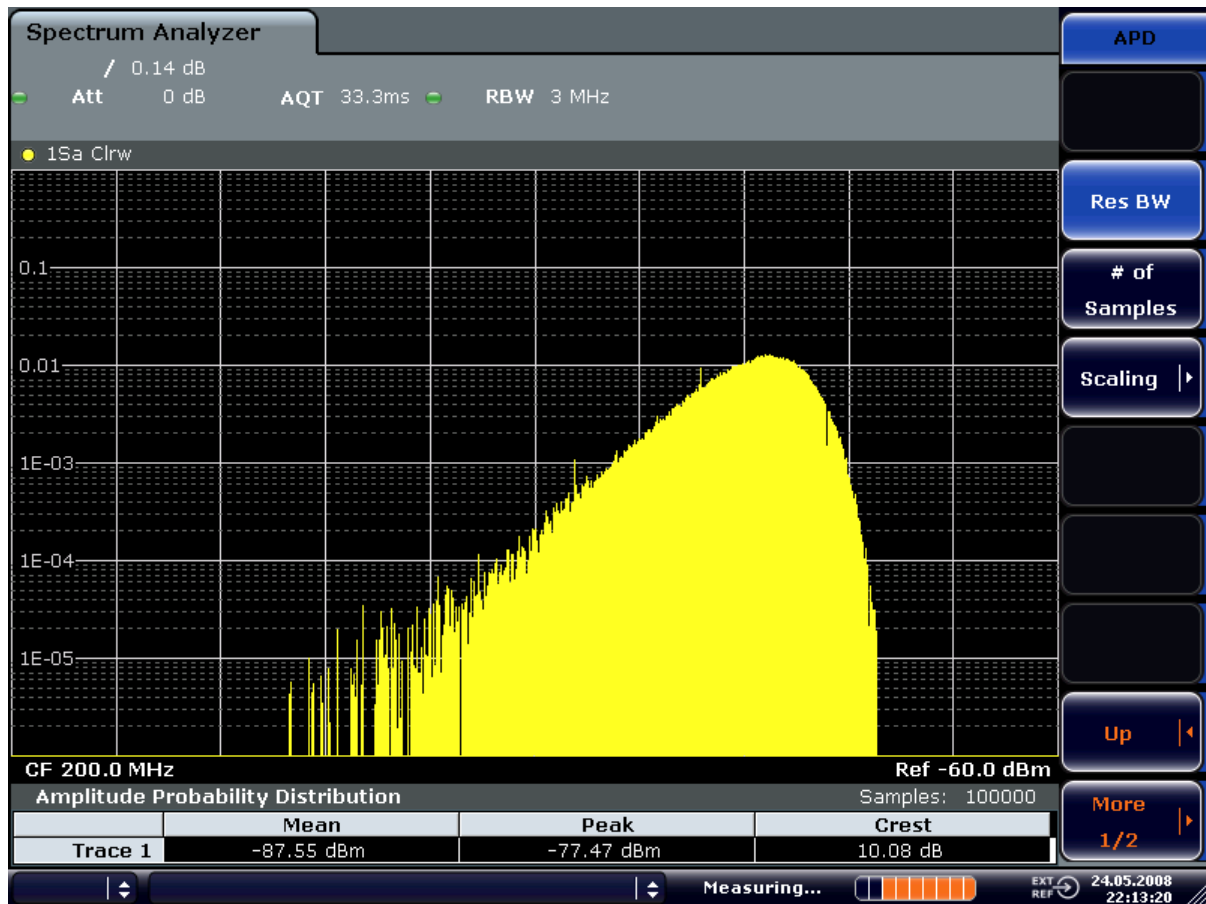 Spectrum Analyzer
/ 0.14 dB
Att 0 dB AQT 33.3ms RBW 3 MHz
1Sa Clrw
0.1
0.01
1E-03
1E-04
1E-05
CF 200.0 MHz Ref -60.0 dBm
Amplitude Probability Distribution Samples: 100000
Mean Peak Crest
Trace 1 -87.55 dBm -77.47 dBm 10.08 dB
Measuring... EXT REF 24.05.2008 22:13:20
APD
Res BW
# of
Samples
Scaling
Up
More
1/2